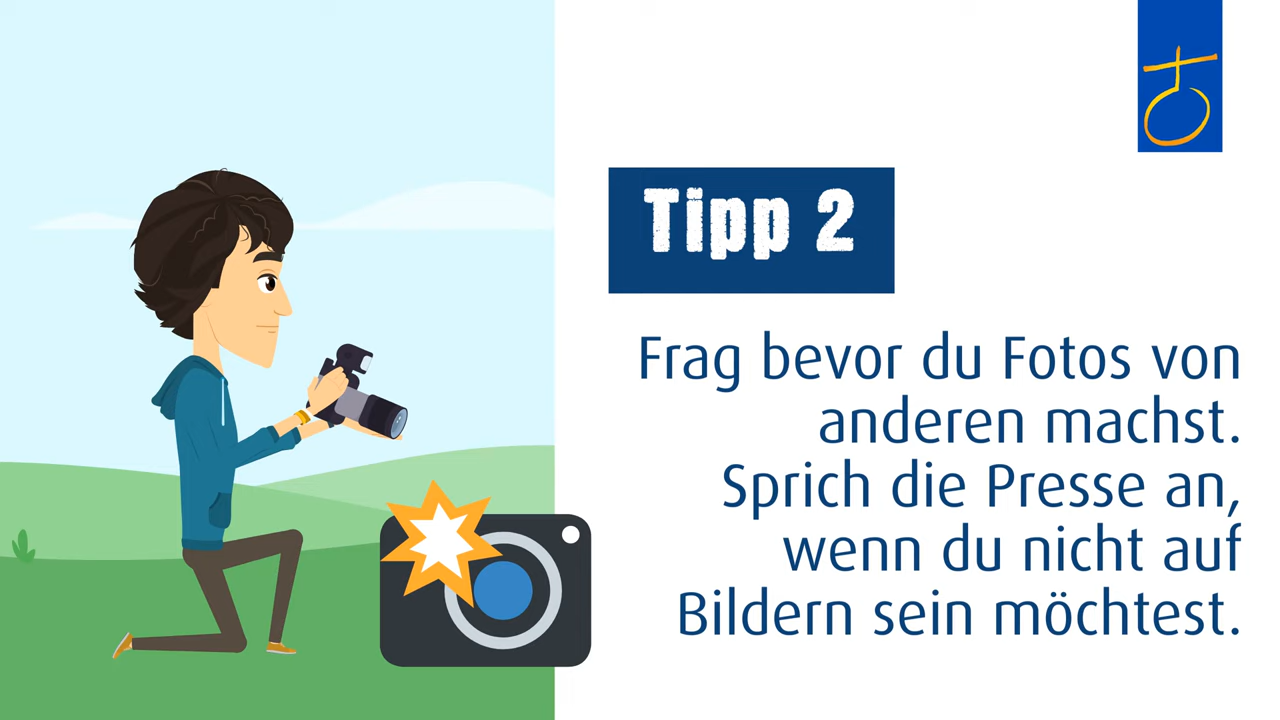 Tipp 2
Frag bevor du Fotos von
anderen machst.
Sprich die Presse an,
wenn du nicht auf
Bildern sein möchtest.